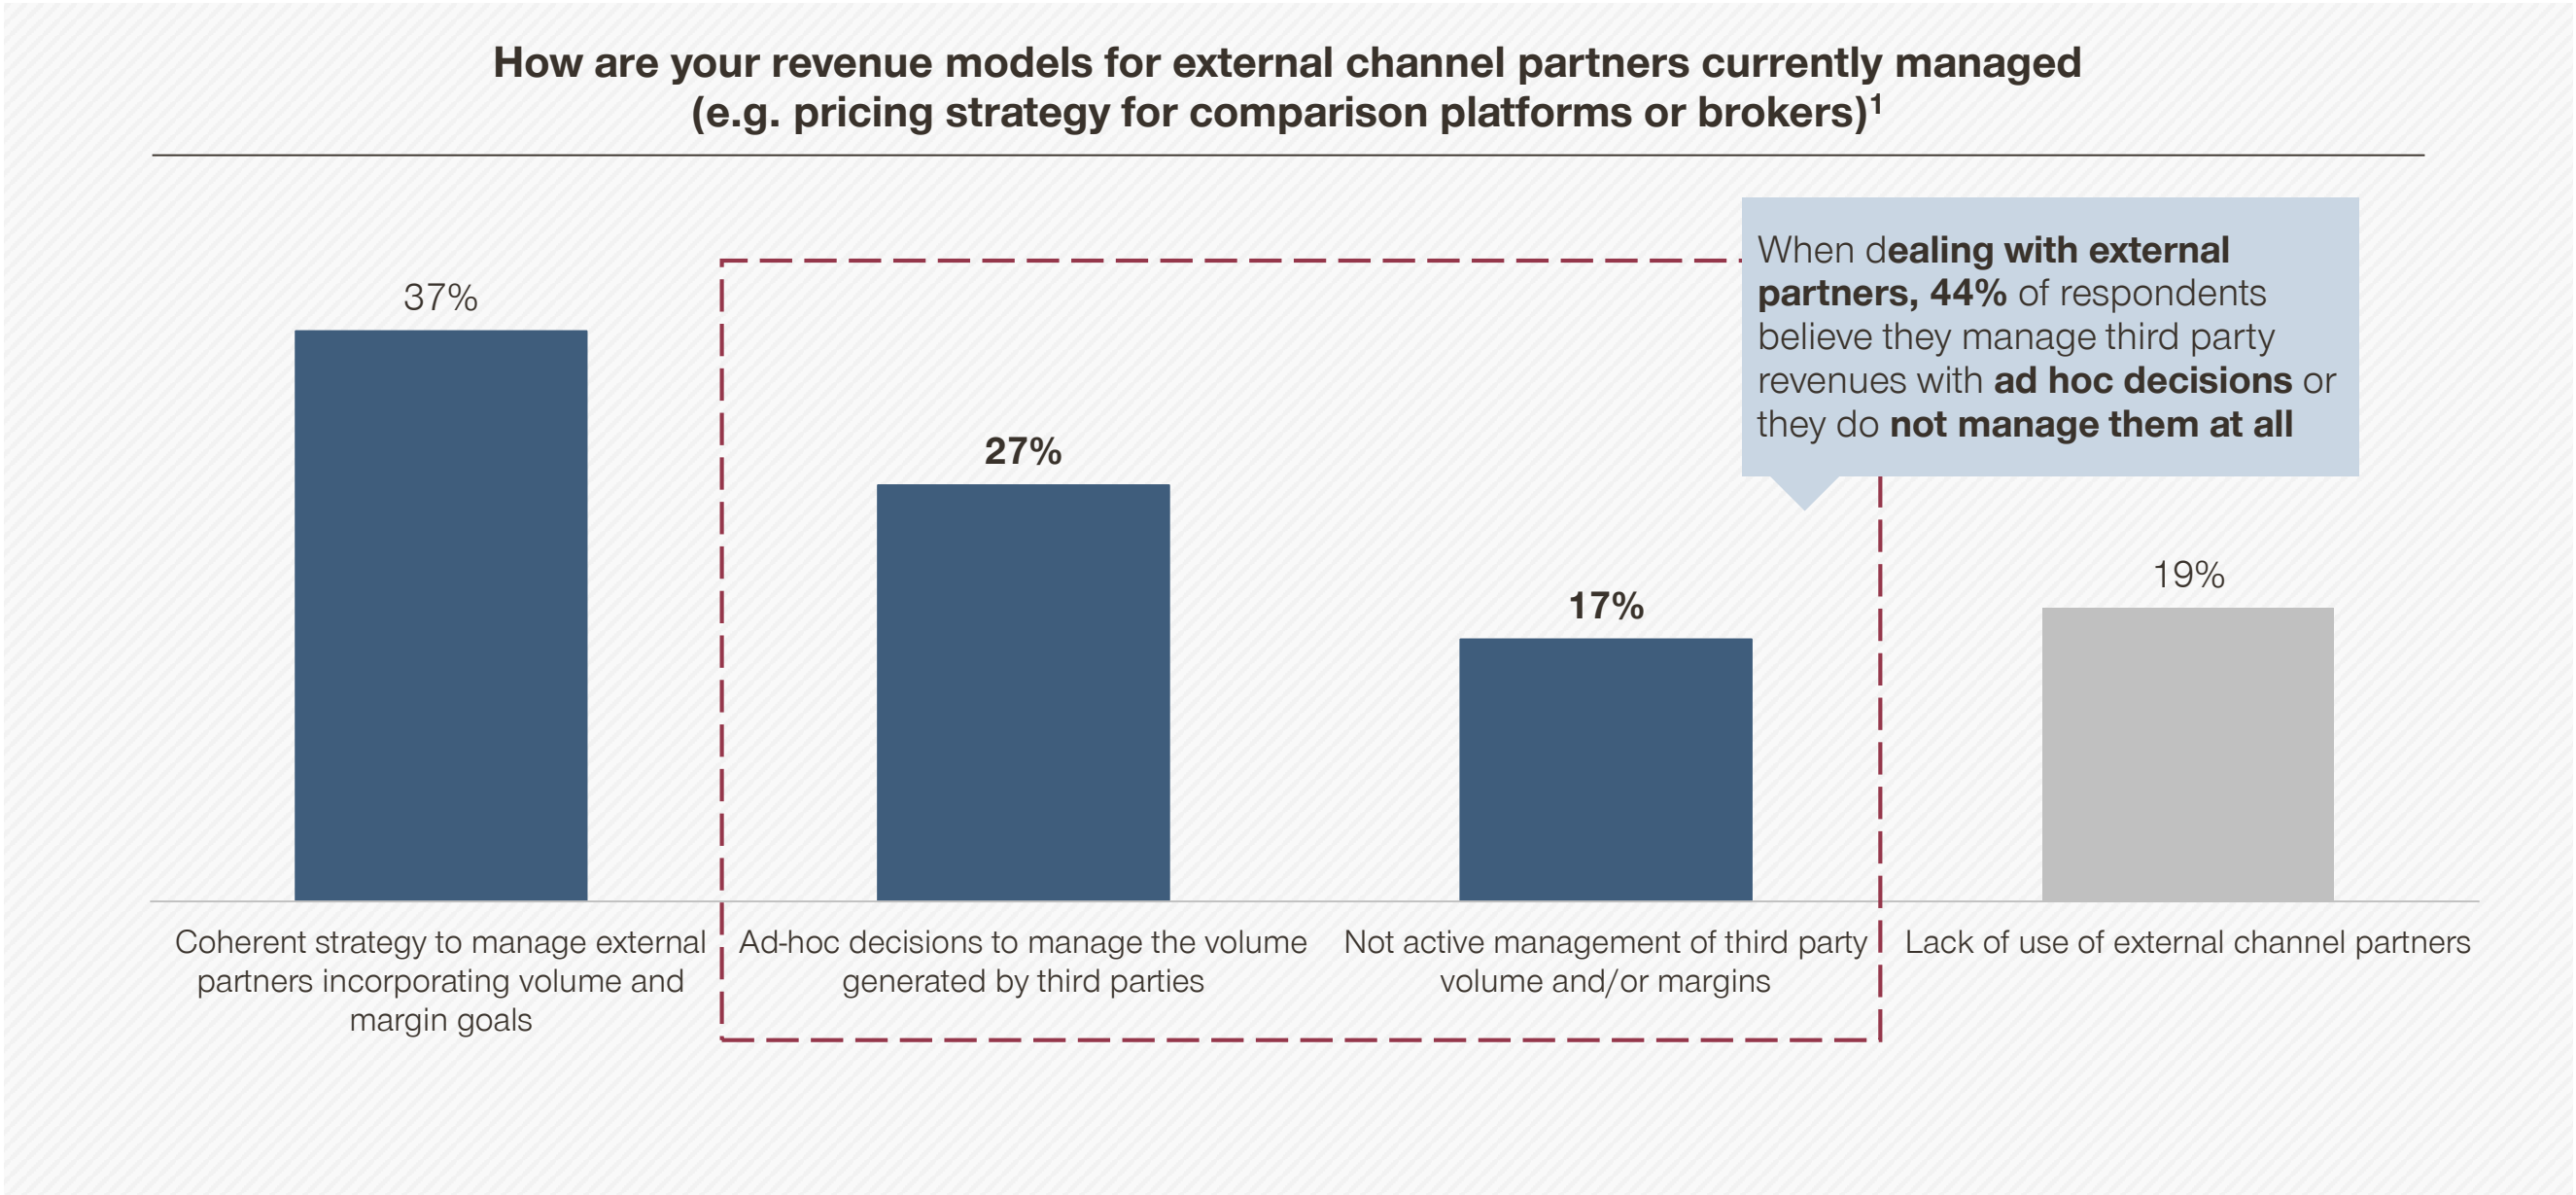 How are your revenue models for external channel partners currently managed
(e.g. pricing strategy for comparison platforms or brokers)¹
When dealing with external
partners, 44% of respondents
believe they manage third party
revenues with ad hoc decisions or
they do not manage them at all
37%
27%
17%
19%
Coherent strategy to manage external
partners incorporating volume and
margin goals
Ad-hoc decisions to manage the volume
generated by third parties
Not active management of third party
volume and/or margins
Lack of use of external channel partners